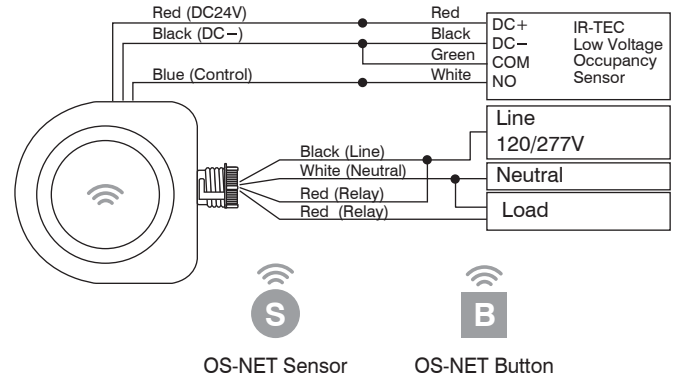 Red (DC24V) Red
Black (DC−) Black
Green
Blue (Control) White
DC+
DC−
COM
NO
IR-TEC
Low Voltage
Occupancy
Sensor
Line
120/277V
Black (Line)
White (Neutral)
Red (Relay)
Red (Relay)
Neutral
Load
S
B
OS-NET Sensor
OS-NET Button